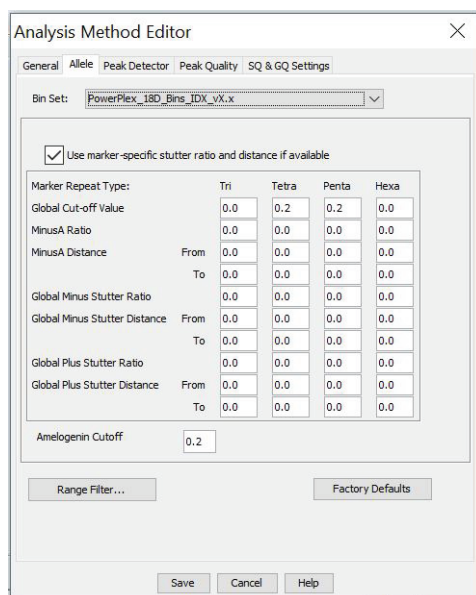 Analysis Method Editor
General Allele Peak Detector Peak Quality SQ & GQ Settings
Bin Set: PowerPlex_18D_Bins_IDX_vX.x
Use marker-specific stutter ratio and distance if available
Marker Repeat Type: Tri Tetra Penta Hexa
Global Cut-off Value 0.0 0.2 0.2 0.0
MinusA Ratio 0.0 0.0 0.0 0.0
MinusA Distance From 0.0 0.0 0.0 0.0
To 0.0 0.0 0.0 0.0
Global Minus Stutter Ratio 0.0 0.0 0.0 0.0
Global Minus Stutter Distance From 0.0 0.0 0.0 0.0
To 0.0 0.0 0.0 0.0
Global Plus Stutter Ratio 0.0 0.0 0.0 0.0
Global Plus Stutter Distance From 0.0 0.0 0.0 0.0
To 0.0 0.0 0.0 0.0
Amelogenin Cutoff 0.2
Range Filter... Factory Defaults
Save Cancel Help